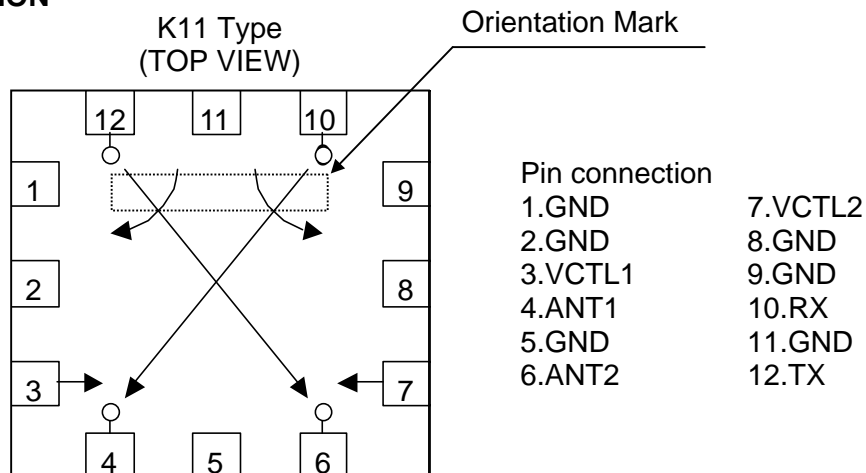 K11 Type
(TOP VIEW)
Orientation Mark
12 11 10
1 9
2 8
3 7
4 5 6
Pin connection
1.GND 7.VCTL2
2.GND 8.GND
3.VCTL1 9.GND
4.ANT1 10.RX
5.GND 11.GND
6.ANT2 12.TX